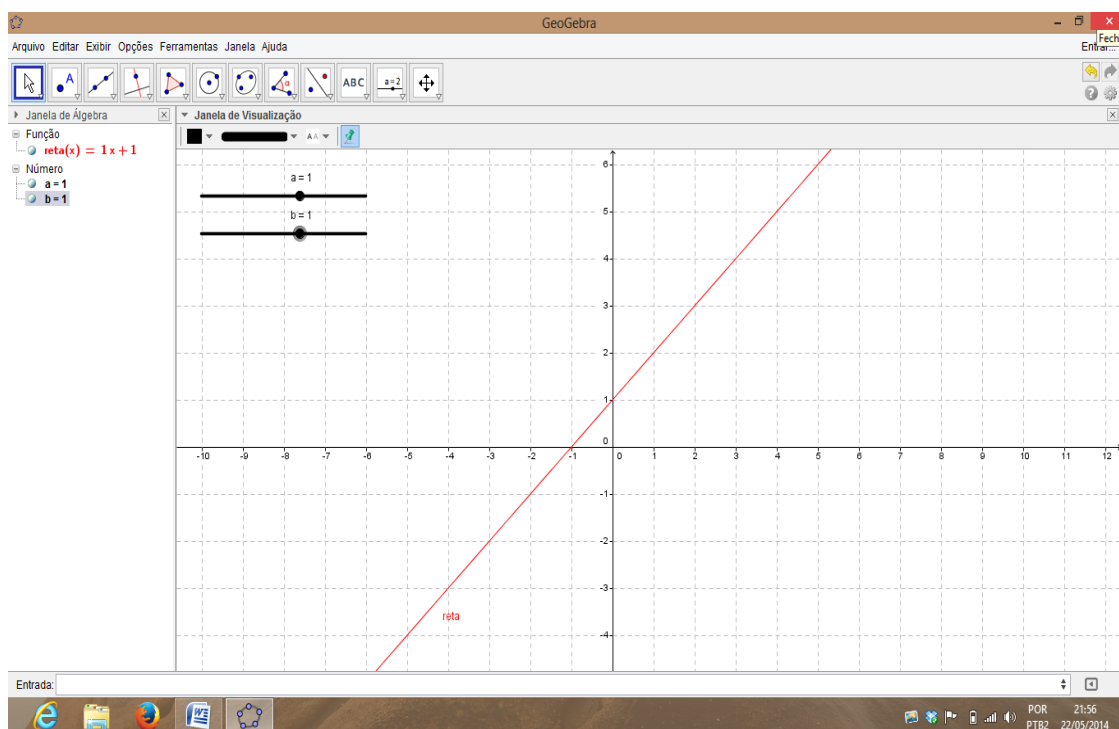 GeoGebra
Fech
Arquivo Editar Exibir Opções Ferramentas Janela Ajuda
Entrar...
A
α
ABC
a=2
Janela de Álgebra
Janela de Visualização
Função
reta(x) = 1 x + 1
Número
a = 1
b = 1
A A
a = 1
b = 1
6
5
4
3
2
1
0
-10 -9 -8 -7 -6 -5 -4 -3 -2 -1 0 1 2 3 4 5 6 7 8 9 10 11 12
-1
-2
-3
-4
reta
Entrada:
POR 21:56
PTB2 22/05/2014